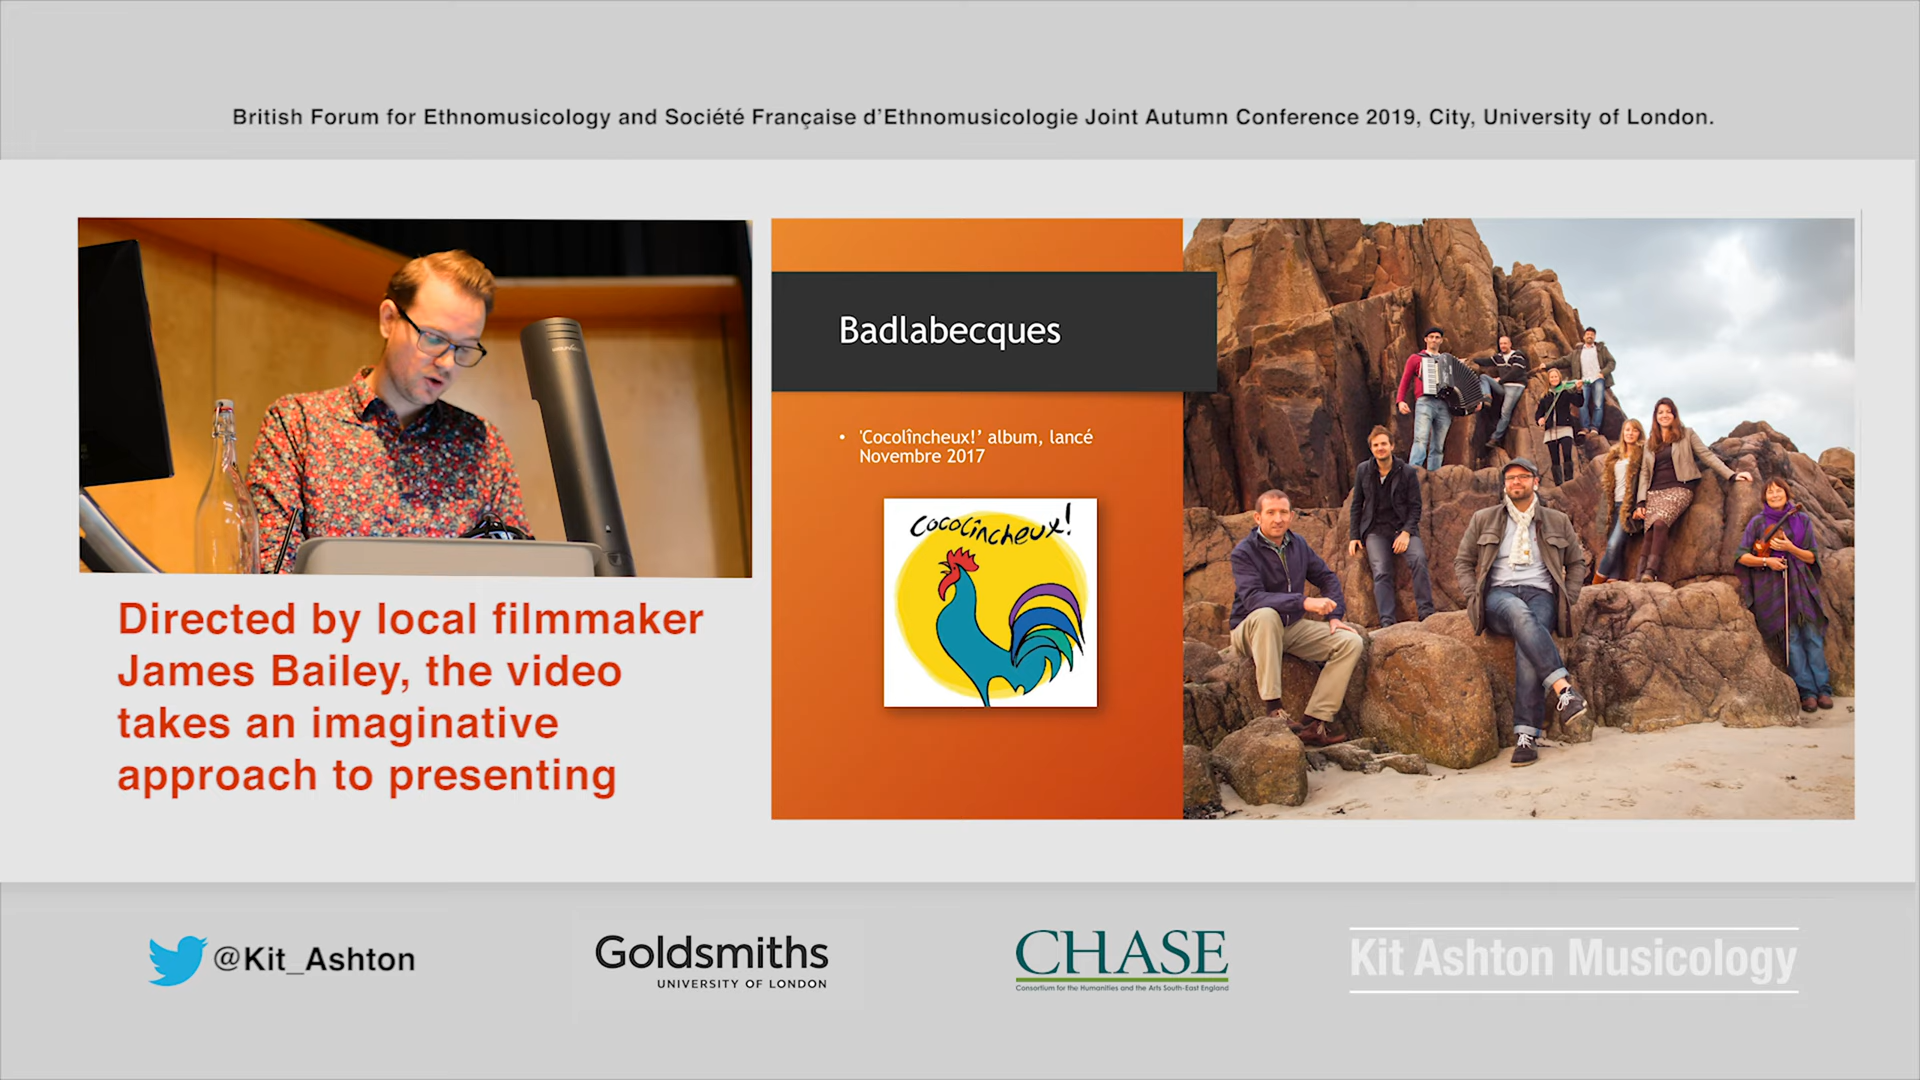 British Forum for Ethnomusicology and Société Française d'Ethnomusicologie Joint Autumn Conference 2019, City, University of London.
Badlabecques
• 'Cocolîncheux!’ album, lancé
Novembre 2017
cocolîncheux!
Directed by local filmmaker
James Bailey, the video
takes an imaginative
approach to presenting
@Kit_Ashton
Goldsmiths
UNIVERSITY OF LONDON
CHASE
Consortium for the Humanities and the Arts South-East England
Kit Ashton Musicology